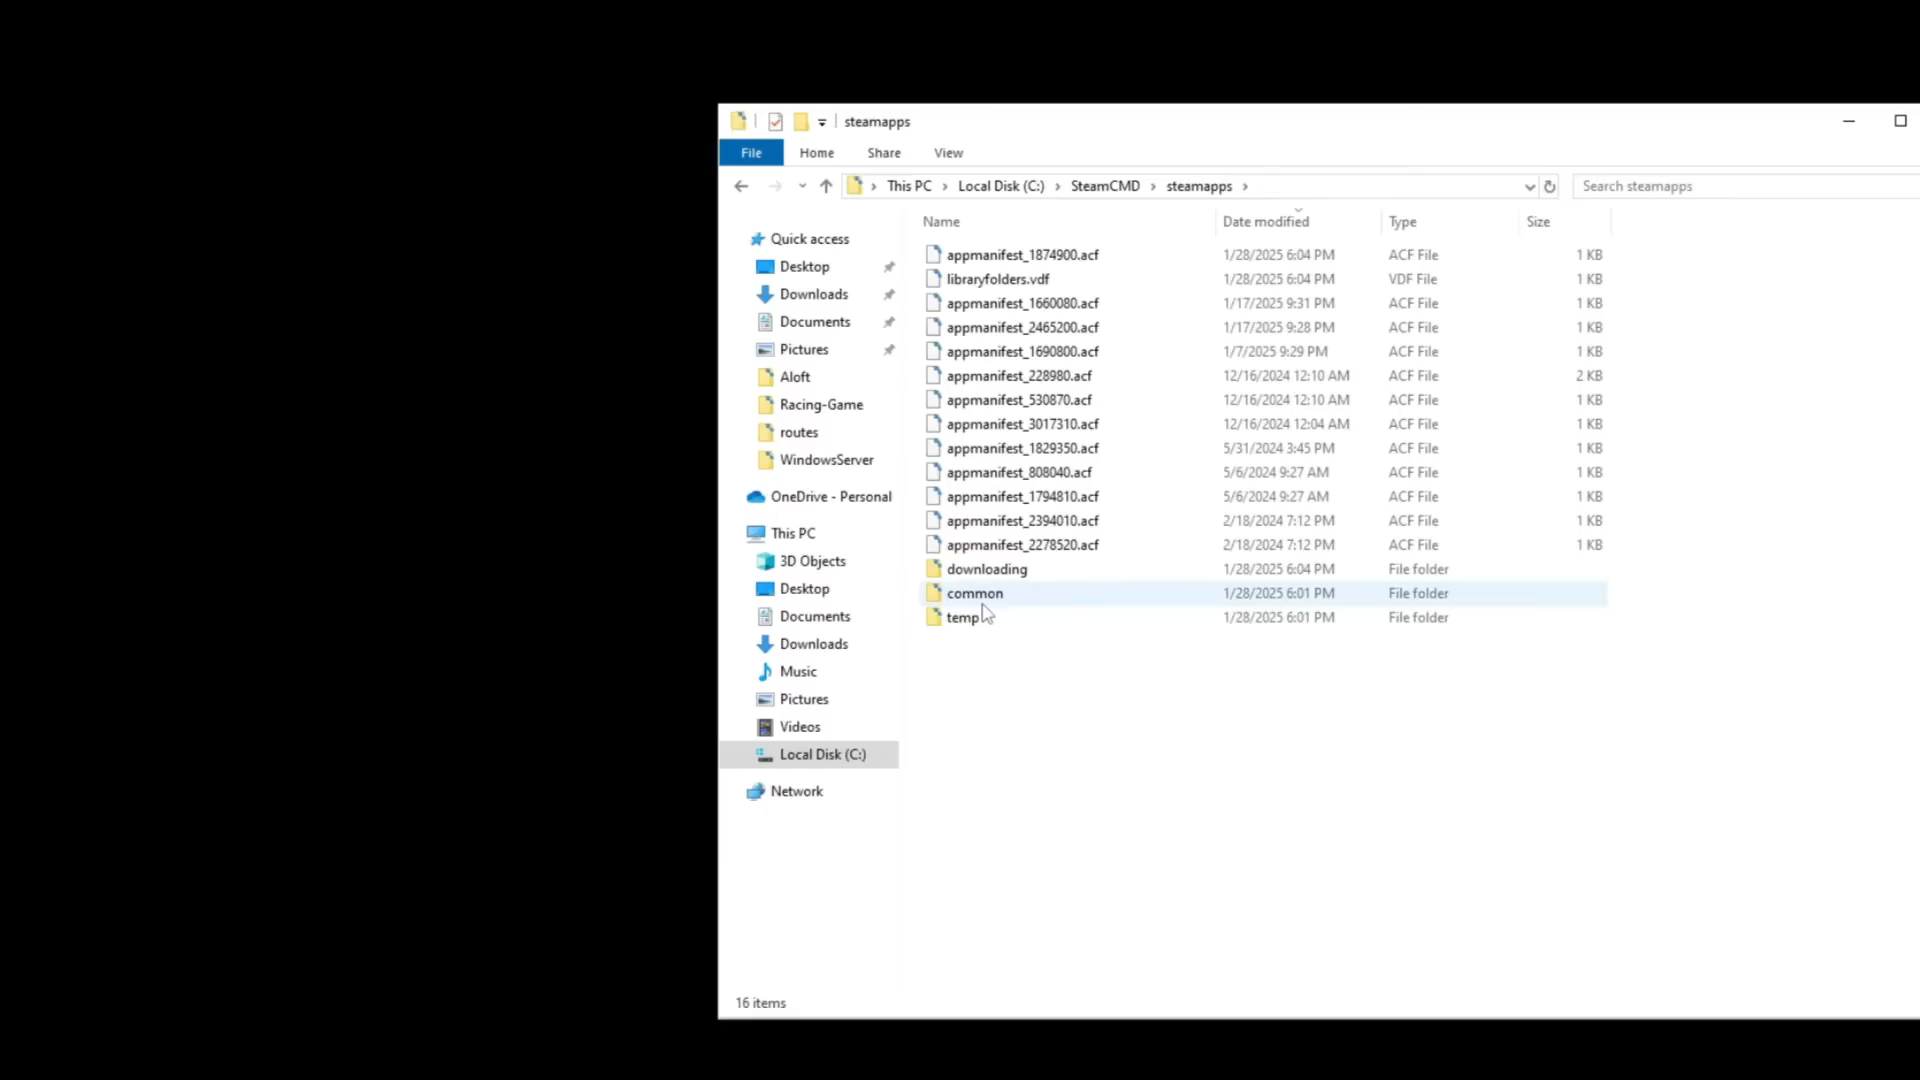 steamapps
File Home Share View
This PC Local Disk (C:) SteamCMD steamapps Search steamapps
Name Date modified Type Size
Quick access
Desktop
Downloads
Documents
Pictures
Aloft
Racing-Game
routes
WindowsServer
OneDrive - Personal
This PC
3D Objects
Desktop
Documents
Downloads
Music
Pictures
Videos
Local Disk (C:)
Network
appmanifest_1874900.acf 1/28/2025 6:04 PM ACF File 1 KB
libraryfolders.vdf 1/28/2025 6:04 PM VDF File 1 KB
appmanifest_1660080.acf 1/17/2025 9:31 PM ACF File 1 KB
appmanifest_2465200.acf 1/17/2025 9:28 PM ACF File 1 KB
appmanifest_1690800.acf 1/7/2025 9:29 PM ACF File 1 KB
appmanifest_228980.acf 12/16/2024 12:10 AM ACF File 2 KB
appmanifest_530870.acf 12/16/2024 12:10 AM ACF File 1 KB
appmanifest_3017310.acf 12/16/2024 12:04 AM ACF File 1 KB
appmanifest_1829350.acf 5/31/2024 3:45 PM ACF File 1 KB
appmanifest_808040.acf 5/6/2024 9:27 AM ACF File 1 KB
appmanifest_1794810.acf 5/6/2024 9:27 AM ACF File 1 KB
appmanifest_2394010.acf 2/18/2024 7:12 PM ACF File 1 KB
appmanifest_2278520.acf 2/18/2024 7:12 PM ACF File 1 KB
downloading 1/28/2025 6:04 PM File folder
common 1/28/2025 6:01 PM File folder
temp 1/28/2025 6:01 PM File folder
16 items